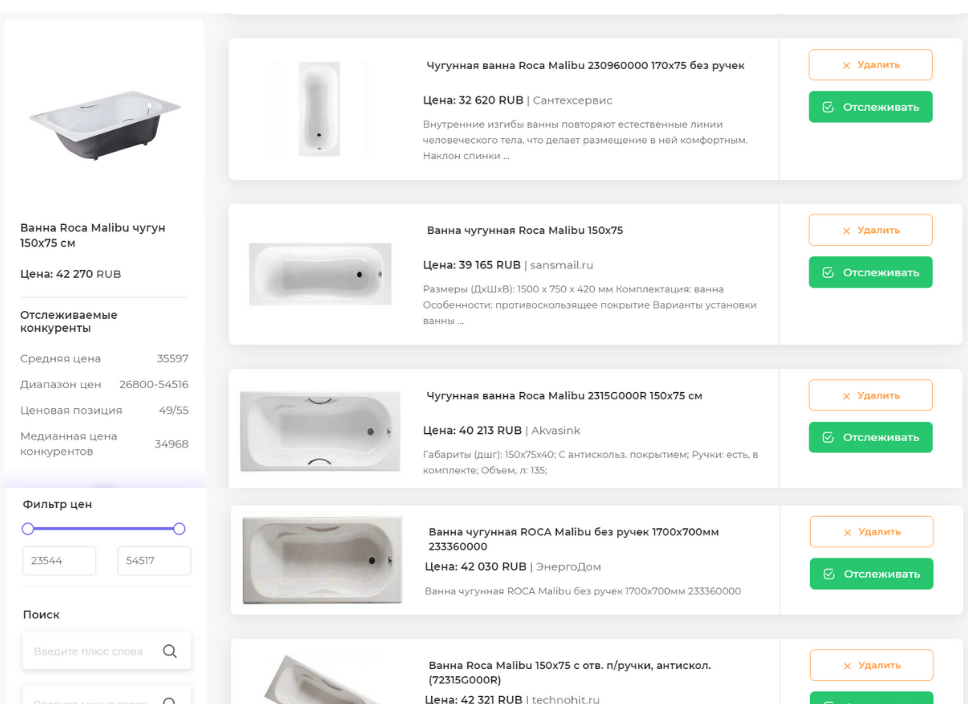 Ванна Roca Malibu чугун
150x75 см
Цена: 42 270 RUB
Отслеживаемые
конкуренты
Средняя цена 35597
Диапазон цен 26800-54516
Ценовая позиция 49/55
Медианная цена
конкурентов 34968
Фильтр цен
23544 54517
Поиск
Введите плюс слова
Чугунная ванна Roca Malibu 230960000 170x75 без ручек
Цена: 32 620 RUB | Сантехсервис
Внутренние изгибы ванны повторяют естественные линии
человеческого тела, что делает размещение в ней комфортным.
Наклон спинки ...
Удалить
Отслеживать
Ванна чугунная Roca Malibu 150x75
Цена: 39 165 RUB | sansmail.ru
Размеры (ДxШxВ): 1500 x 750 x 420 мм Комплектация: ванна
Особенности: противоскользящее покрытие Варианты установки
ванны ...
Удалить
Отслеживать
Чугунная ванна Roca Malibu 2315G000R 150x75 см
Цена: 40 213 RUB | Akvasink
Габариты (дшг): 150x75x40; С антискольз. покрытием; Ручки: есть, в
комплекте; Объем, л: 135;
Удалить
Отслеживать
Ванна чугунная ROCA Malibu без ручек 1700x700мм
233360000
Цена: 42 030 RUB | ЭнергоДом
Ванна чугунная ROCA Malibu без ручек 1700x700мм 233360000
Удалить
Отслеживать
Ванна Roca Malibu 150x75 с отв. п/ручки, антискол.
(72315G000R)
Цена: 42 321 RUB | technohit.ru
Удалить